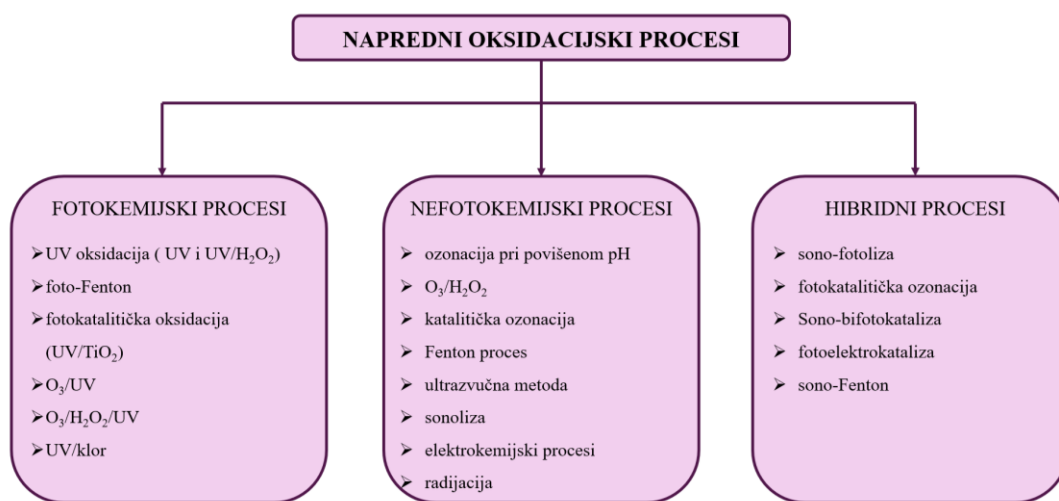 NAPREDNI OKSIDACIJSKI PROCESI
FOTOKEMIJSKI PROCESI
➢UV oksidacija ( UV i UV/H₂O₂)
➢foto-Fenton
➢fotokatalitička oksidacija
(UV/TiO₂)
➢O₃/UV
➢O₃/H₂O₂/UV
➢UV/klor
NEFOTOKEMIJSKI PROCESI
➢ ozonacija pri povišenom pH
➢ O₃/H₂O₂
➢ katalitička ozonacija
➢ Fenton proces
➢ ultrazvučna metoda
➢ sonoliza
➢ elektrokemijski procesi
➢ radijacija
HIBRIDNI PROCESI
➢ sono-fotoliza
➢ fotokatalitička ozonacija
➢ Sono-bifotokataliza
➢ fotoelektrokataliza
➢ sono-Fenton